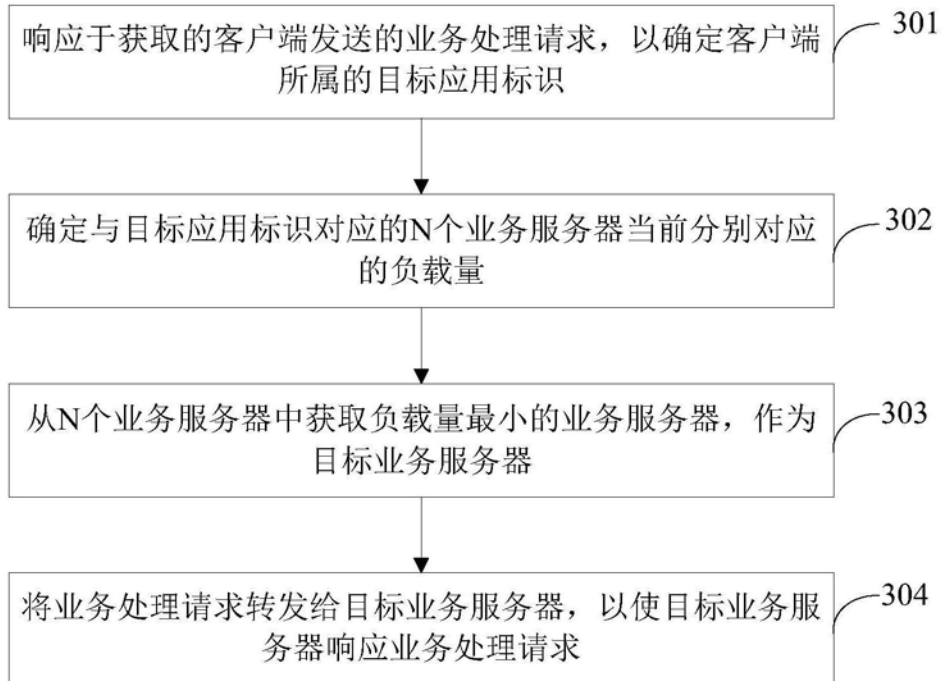 响应于获取的客户端发送的业务处理请求，以确定客户端
所属的目标应用标识
301
确定与目标应用标识对应的N个业务服务器当前分别对应
的负载量
302
从N个业务服务器中获取负载量最小的业务服务器，作为
目标业务服务器
303
将业务处理请求转发给目标业务服务器，以使目标业务服
务器响应业务处理请求
304